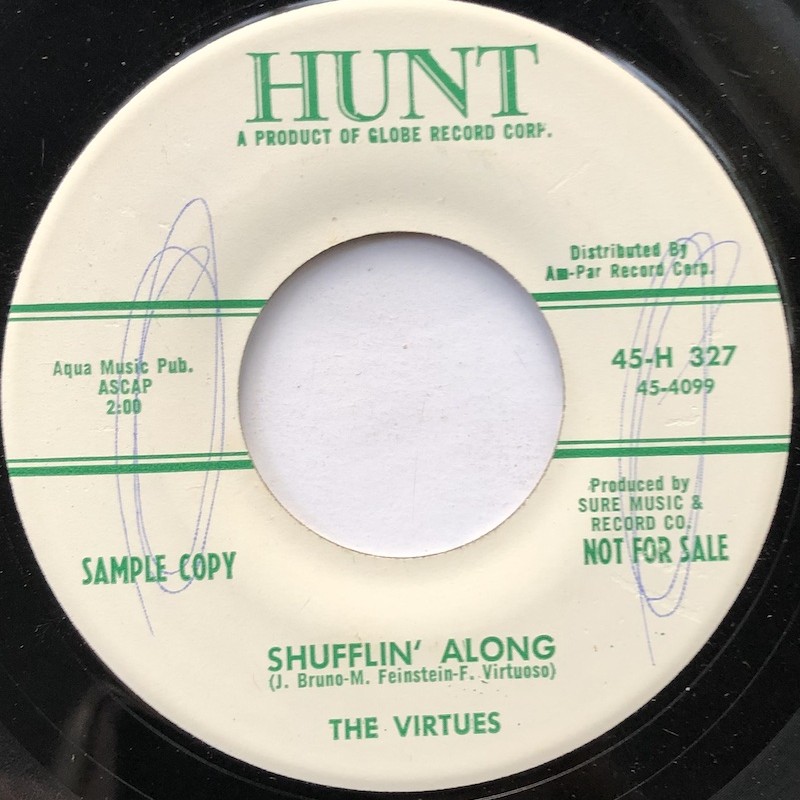 HUNT
A PRODUCT OF GLOBE RECORD CORP.
Distributed By
Am-Par Record Corp.
Aqua Music Pub.
ASCAP
2:00
45-H 327
45-4099
Produced by
SURE MUSIC &
RECORD CO.
NOT FOR SALE
SAMPLE COPY
SHUFFLIN' ALONG
(J. Bruno-M. Feinstein-F. Virtuoso)
THE VIRTUES